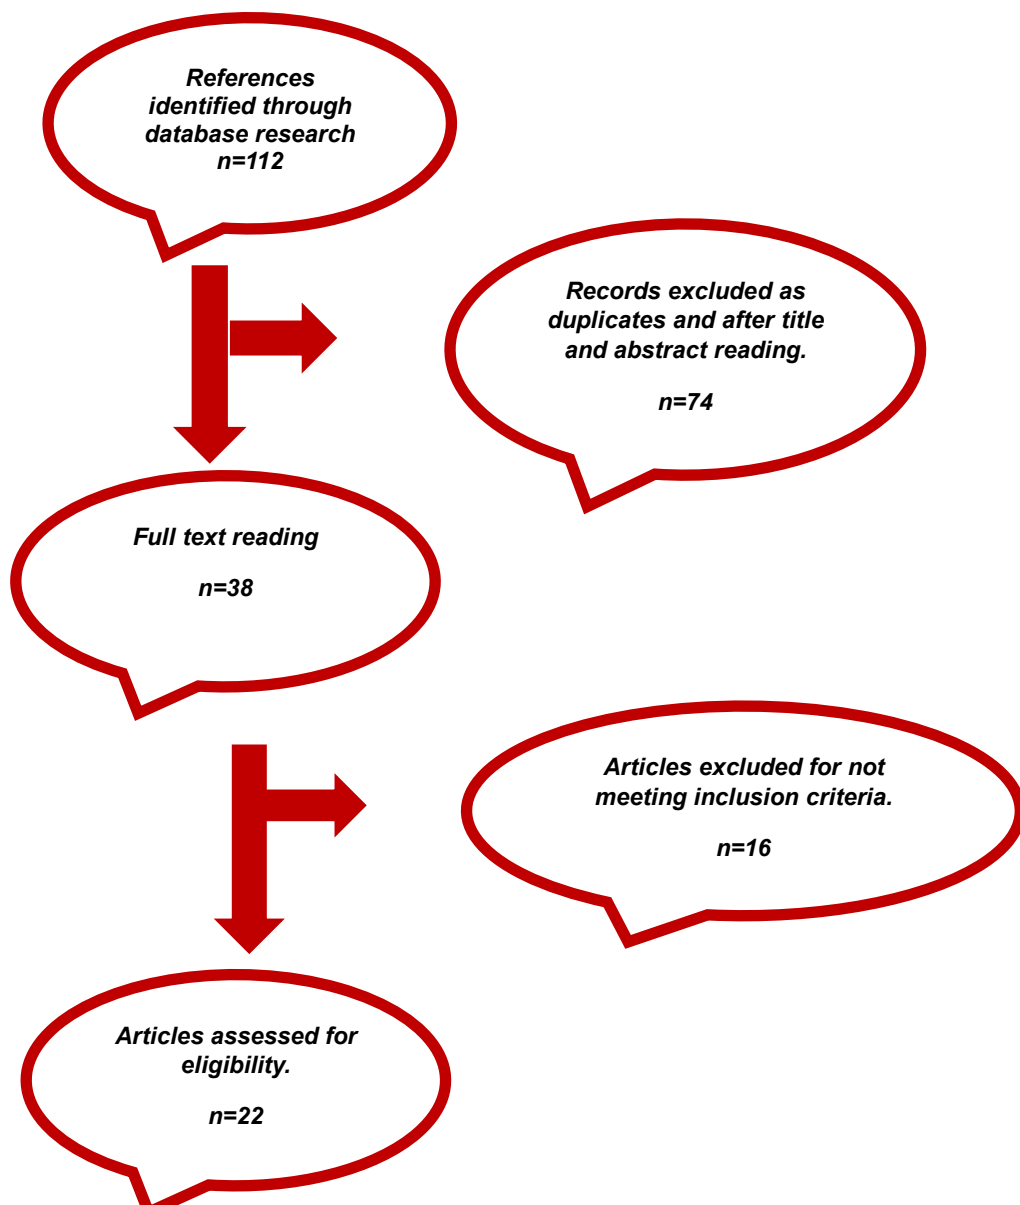 References
identified through
database research
n=112
Records excluded as
duplicates and after title
and abstract reading.
n=74
Full text reading
n=38
Articles excluded for not
meeting inclusion criteria.
n=16
Articles assessed for
eligibility.
n=22